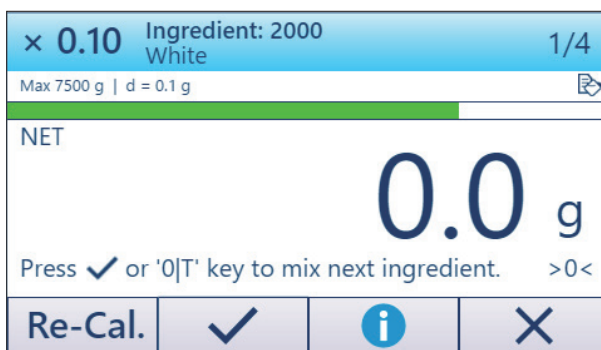 × 0.10 Ingredient: 2000
White
1/4
Max 7500 g | d = 0.1 g
NET
0.0 g
Press ✓ or '0|T' key to mix next ingredient. >0<
Re-Cal. ✓ i ×